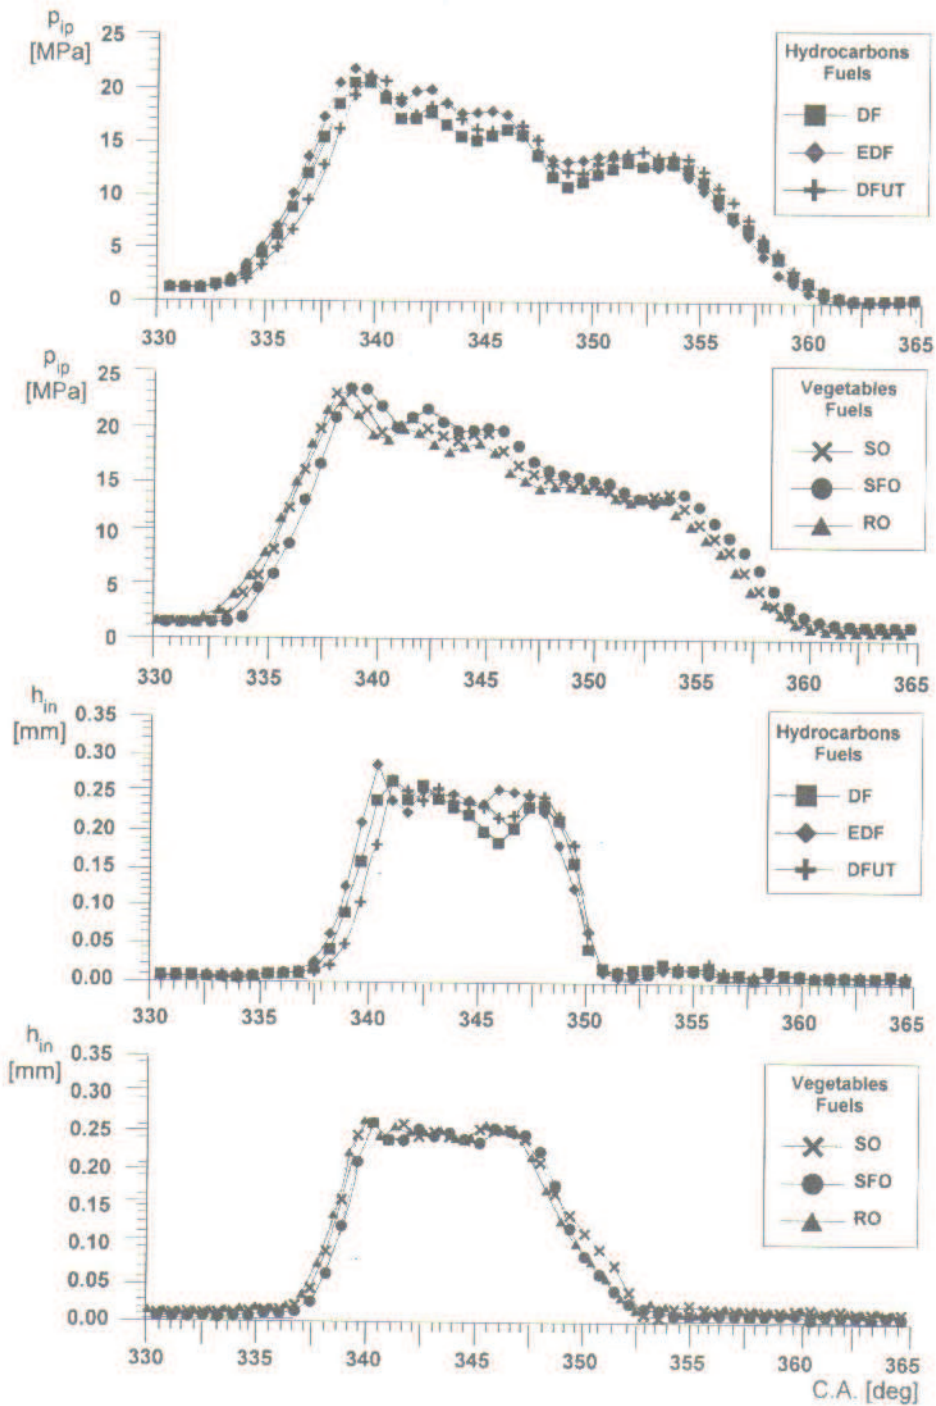 p_ip
[MPa]
25
20
15
10
5
0
330 335 340 345 350 355 360 365
Hydrocarbons
Fuels
DF
EDF
DFUT
p_ip
[MPa]
25
20
15
10
5
0
330 335 340 345 350 355 360 365
Vegetables
Fuels
SO
SFO
RO
h_in
[mm]
0.35
0.30
0.25
0.20
0.15
0.10
0.05
0.00
330 335 340 345 350 355 360 365
Hydrocarbons
Fuels
DF
EDF
DFUT
h_in
[mm]
0.35
0.30
0.25
0.20
0.15
0.10
0.05
0.00
330 335 340 345 350 355 360 365
Vegetables
Fuels
SO
SFO
RO
C.A. [deg]